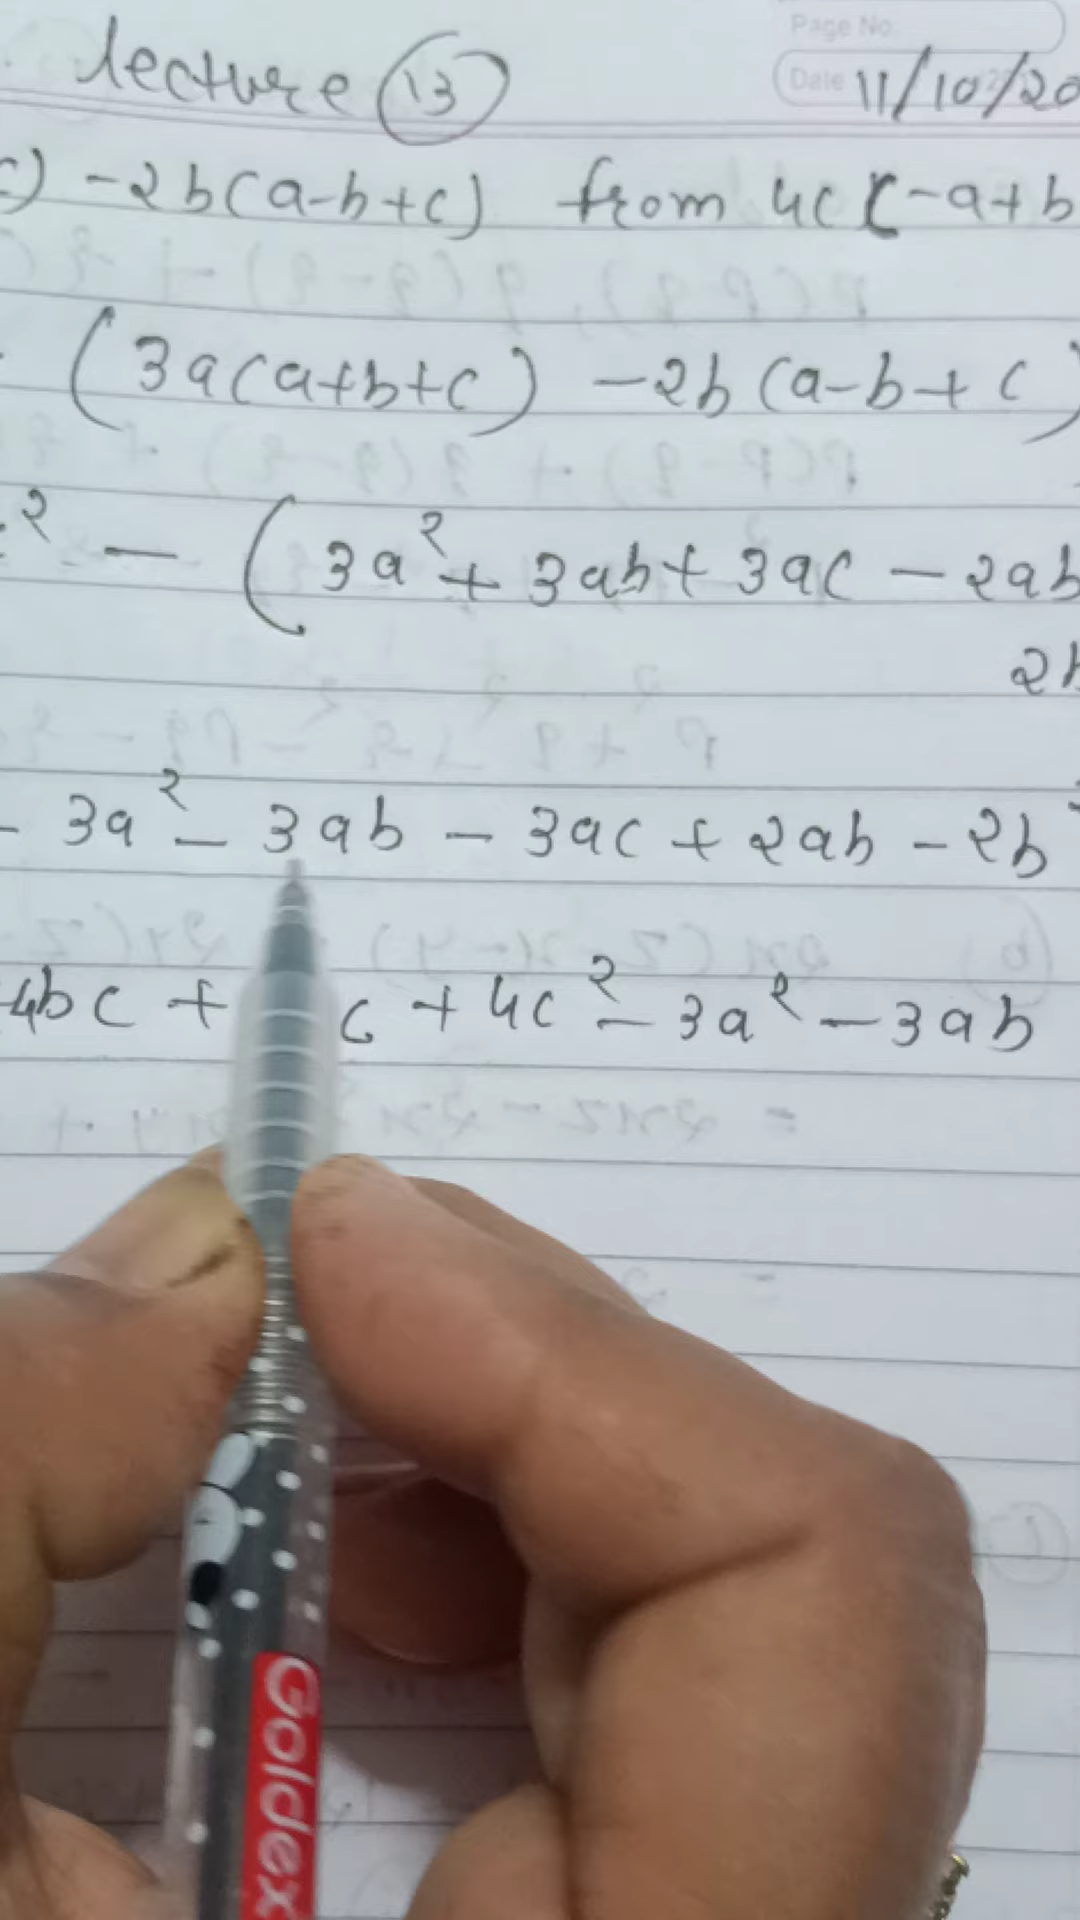 Page No.
lecture 13
Date 11/10/20
c) -2b(a-b+c) from 4c(-a+b
(3a(a+b+c) -2b(a-b+c)
² - (3a² + 3ab + 3ac - 2ab
2b
- 3a² - 3ab - 3ac + 2ab - 2b²
4bc + c + 4c² - 3a² - 3ab
Goldex